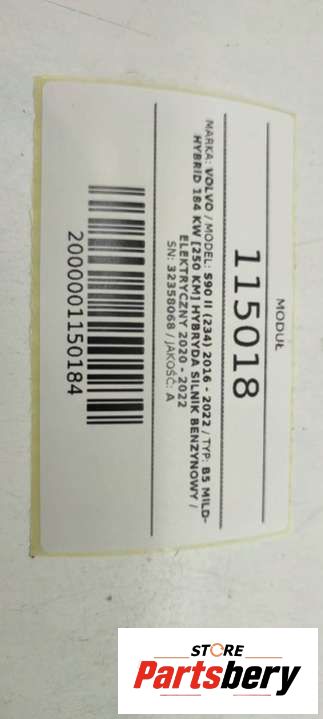 MODUŁ
115018
MARKA: VOLVO / MODEL: S90 II (234) 2016 - 2022 / TYP: B5 MILD-
HYBRID 184 KW [250 KM] HYBRYDA SILNIK BENZYNOWY /
ELEKTRYCZNY 2020 - 2022
SN: 32358068 / JAKOŚĆ: A
2000001150184
STORE
Partsbery